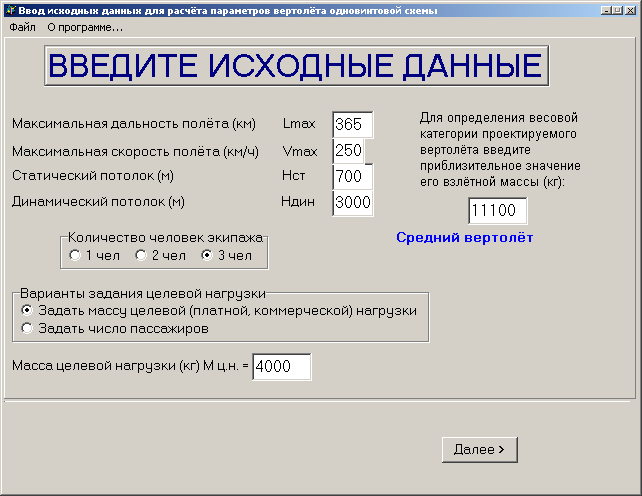 Ввод исходных данных для расчёта параметров вертолёта одновинтовой схемы
Файл О программе...
ВВЕДИТЕ ИСХОДНЫЕ ДАННЫЕ
Максимальная дальность полёта (км) Lmax 365
Максимальная скорость полёта (км/ч) Vmax 250
Статический потолок (м) Нст 700
Динамический потолок (м) Ндин 3000
Для определения весовой
категории проектируемого
вертолёта введите
приблизительное значение
его взлётной массы (кг):
11100
Средний вертолёт
Количество человек экипажа
1 чел 2 чел 3 чел
Варианты задания целевой нагрузки
Задать массу целевой (платной, коммерческой) нагрузки
Задать число пассажиров
Масса целевой нагрузки (кг) М ц.н. = 4000
Далее >